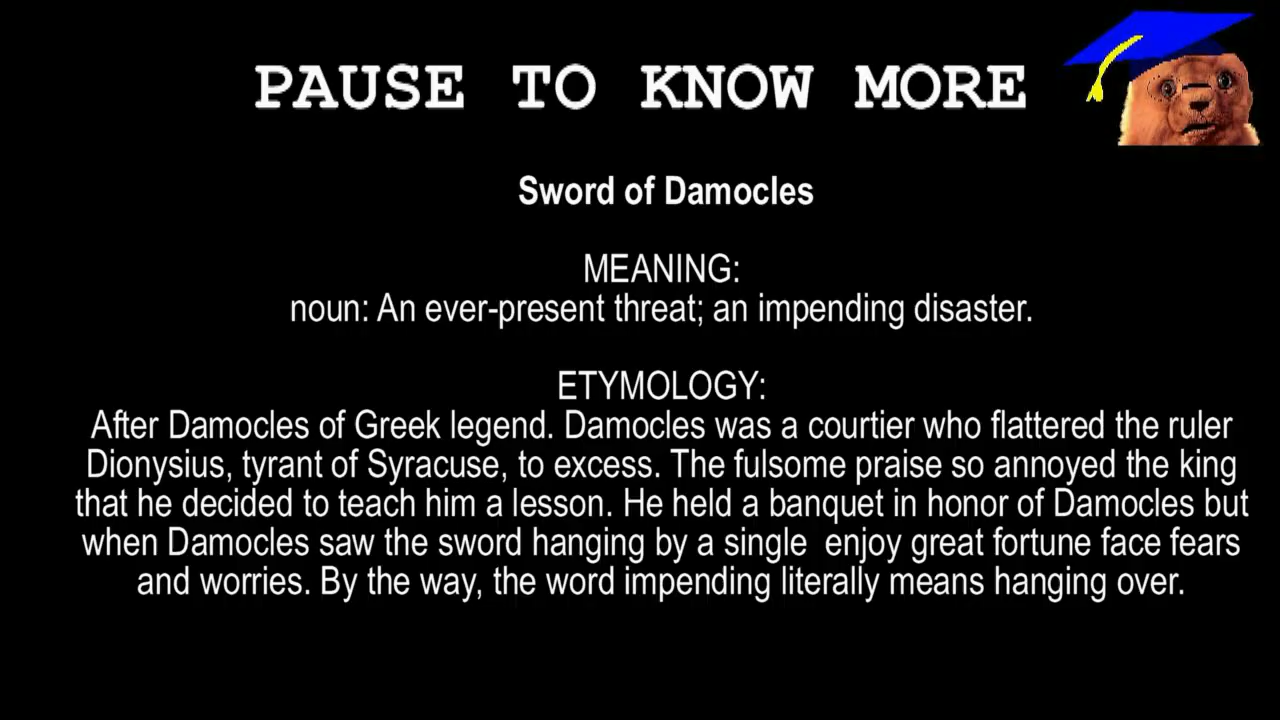 PAUSE TO KNOW MORE
Sword of Damocles
MEANING:
noun: An ever-present threat; an impending disaster.
ETYMOLOGY:
After Damocles of Greek legend. Damocles was a courtier who flattered the ruler
Dionysius, tyrant of Syracuse, to excess. The fulsome praise so annoyed the king
that he decided to teach him a lesson. He held a banquet in honor of Damocles but
when Damocles saw the sword hanging by a single  enjoy great fortune face fears
and worries. By the way, the word impending literally means hanging over.